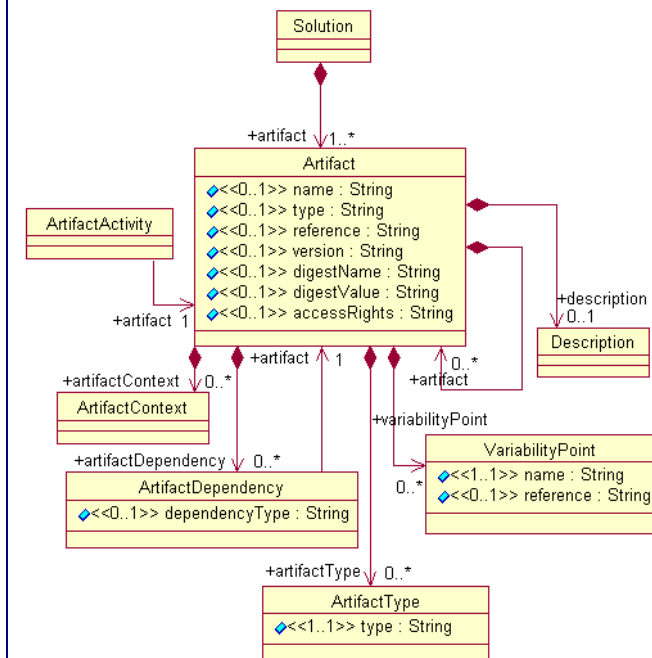 Solution
+artifact 1..*
Artifact
<<0..1>> name : String
<<0..1>> type : String
<<0..1>> reference : String
<<0..1>> version : String
<<0..1>> digestName : String
<<0..1>> digestValue : String
<<0..1>> accessRights : String
ArtifactActivity
+artifact 1
+description
0..1
Description
+artifact 1
0..*
+artifact
+artifactContext 0..*
ArtifactContext
+variabilityPoint
0..*
VariabilityPoint
<<1..1>> name : String
<<0..1>> reference : String
+artifactDependency 0..*
ArtifactDependency
<<0..1>> dependencyType : String
+artifactType 0..*
ArtifactType
<<1..1>> type : String